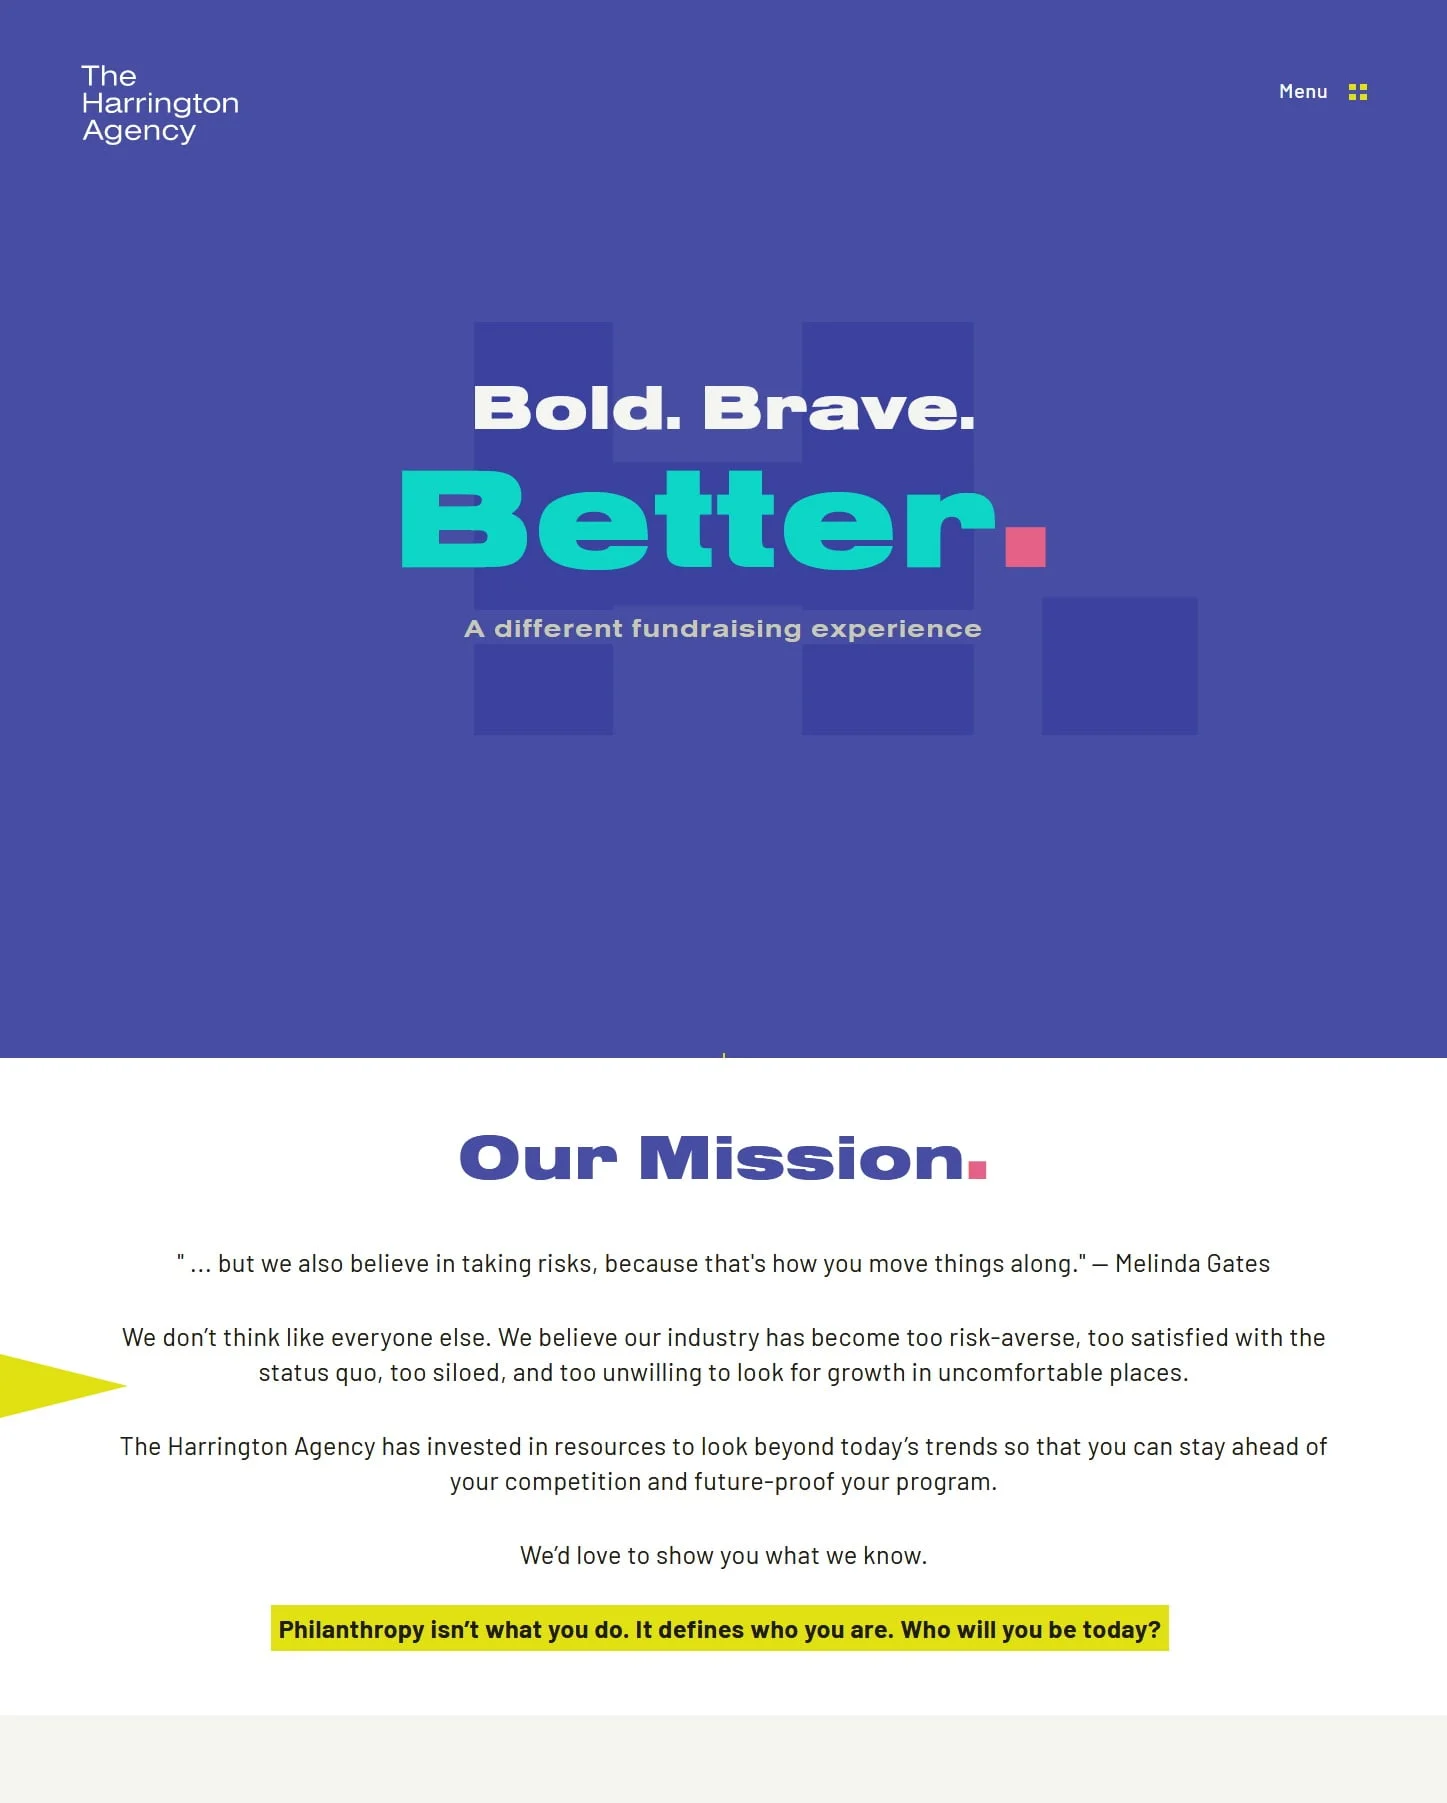 The
Harrington
Agency
Menu
Bold. Brave.
Better.
A different fundraising experience
Our Mission.
" ... but we also believe in taking risks, because that's how you move things along." — Melinda Gates
We don’t think like everyone else. We believe our industry has become too risk-averse, too satisfied with the
status quo, too siloed, and too unwilling to look for growth in uncomfortable places.
The Harrington Agency has invested in resources to look beyond today’s trends so that you can stay ahead of
your competition and future-proof your program.
We’d love to show you what we know.
Philanthropy isn’t what you do. It defines who you are. Who will you be today?